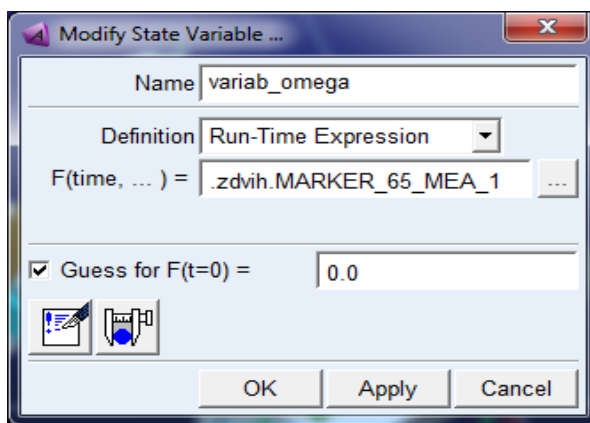 Modify State Variable ...
Name variab_omega
Definition Run-Time Expression
F(time, ... ) = .zdvih.MARKER_65_MEA_1 ...
Guess for F(t=0) = 0.0
OK Apply Cancel